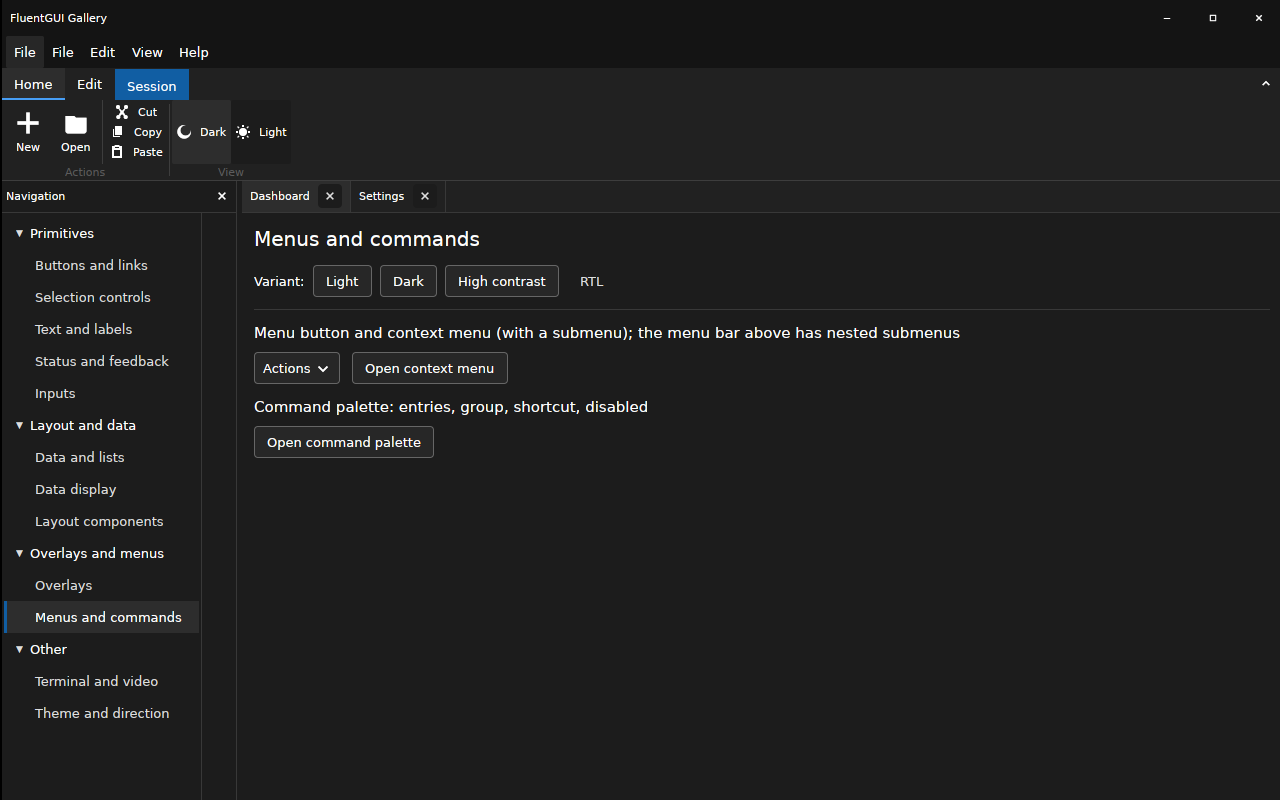 FluentGUI Gallery
File File Edit View Help
Home Edit Session
New Open Cut Copy Paste Dark Light
Actions View
Navigation
Dashboard Settings
Primitives
Buttons and links
Selection controls
Text and labels
Status and feedback
Inputs
Layout and data
Data and lists
Data display
Layout components
Overlays and menus
Overlays
Menus and commands
Other
Terminal and video
Theme and direction
Menus and commands
Variant: Light Dark High contrast RTL
Menu button and context menu (with a submenu); the menu bar above has nested submenus
Actions Open context menu
Command palette: entries, group, shortcut, disabled
Open command palette